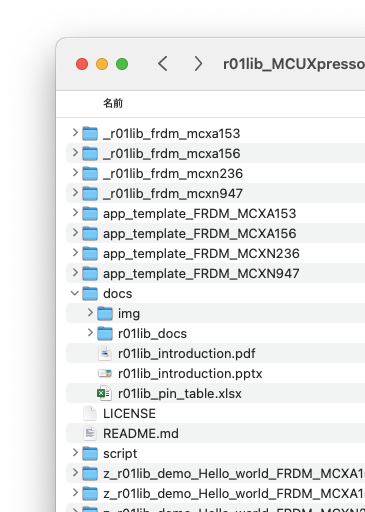 r01lib_MCUXpresso
名前
_r01lib_frdm_mcxa153
_r01lib_frdm_mcxa156
_r01lib_frdm_mcxn236
_r01lib_frdm_mcxn947
app_template_FRDM_MCXA153
app_template_FRDM_MCXA156
app_template_FRDM_MCXN236
app_template_FRDM_MCXN947
docs
img
r01lib_docs
r01lib_introduction.pdf
r01lib_introduction.pptx
r01lib_pin_table.xlsx
LICENSE
README.md
script
z_r01lib_demo_Hello_world_FRDM_MCXA1
z_r01lib_demo_Hello_world_FRDM_MCXA1